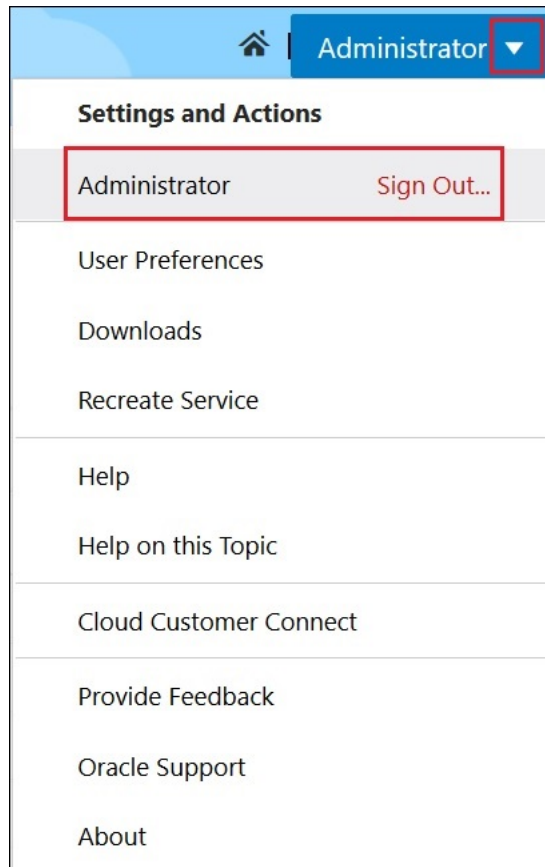 Administrator
Settings and Actions
Administrator Sign Out...
User Preferences
Downloads
Recreate Service
Help
Help on this Topic
Cloud Customer Connect
Provide Feedback
Oracle Support
About